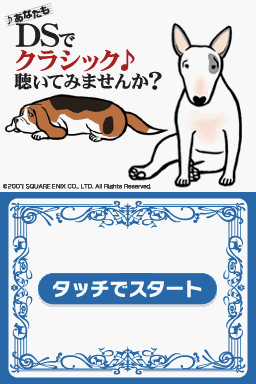 ♪あなたも
DSで
クラシック♪
聴いてみませんか?
©2007 SQUARE ENIX CO., LTD. All Rights Reserved.
タッチでスタート